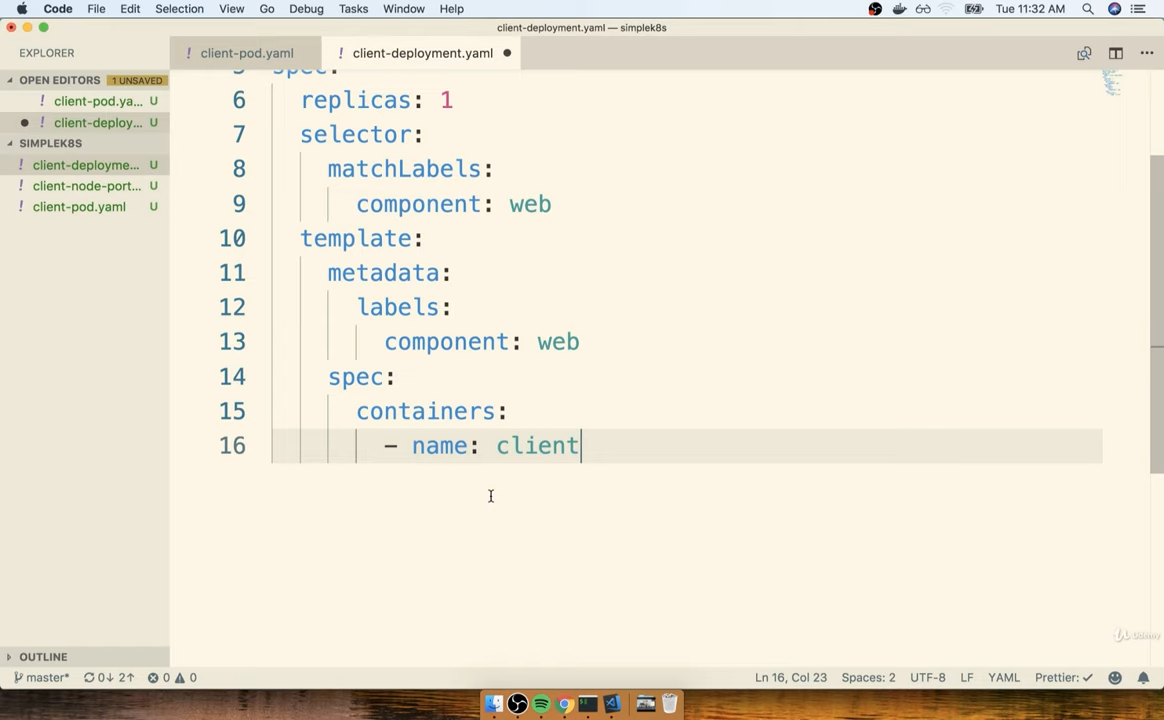 Code File Edit Selection View Go Debug Tasks Window Help Tue 11:32 AM
client-deployment.yaml — simplek8s
EXPLORER
! client-pod.yaml
! client-deployment.yaml
OPEN EDITORS 1 UNSAVED
! client-pod.ya... U
! client-deploy... U
SIMPLEK8S
! client-deployme... U
! client-node-port... U
! client-pod.yaml U
5 spec:
6 replicas: 1
7 selector:
8 matchLabels:
9 component: web
10 template:
11 metadata:
12 labels:
13 component: web
14 spec:
15 containers:
16 - name: client
Udemy
OUTLINE
master* 0↓ 2↑ 0 0 Ln 16, Col 23 Spaces: 2 UTF-8 LF YAML Prettier: ✓